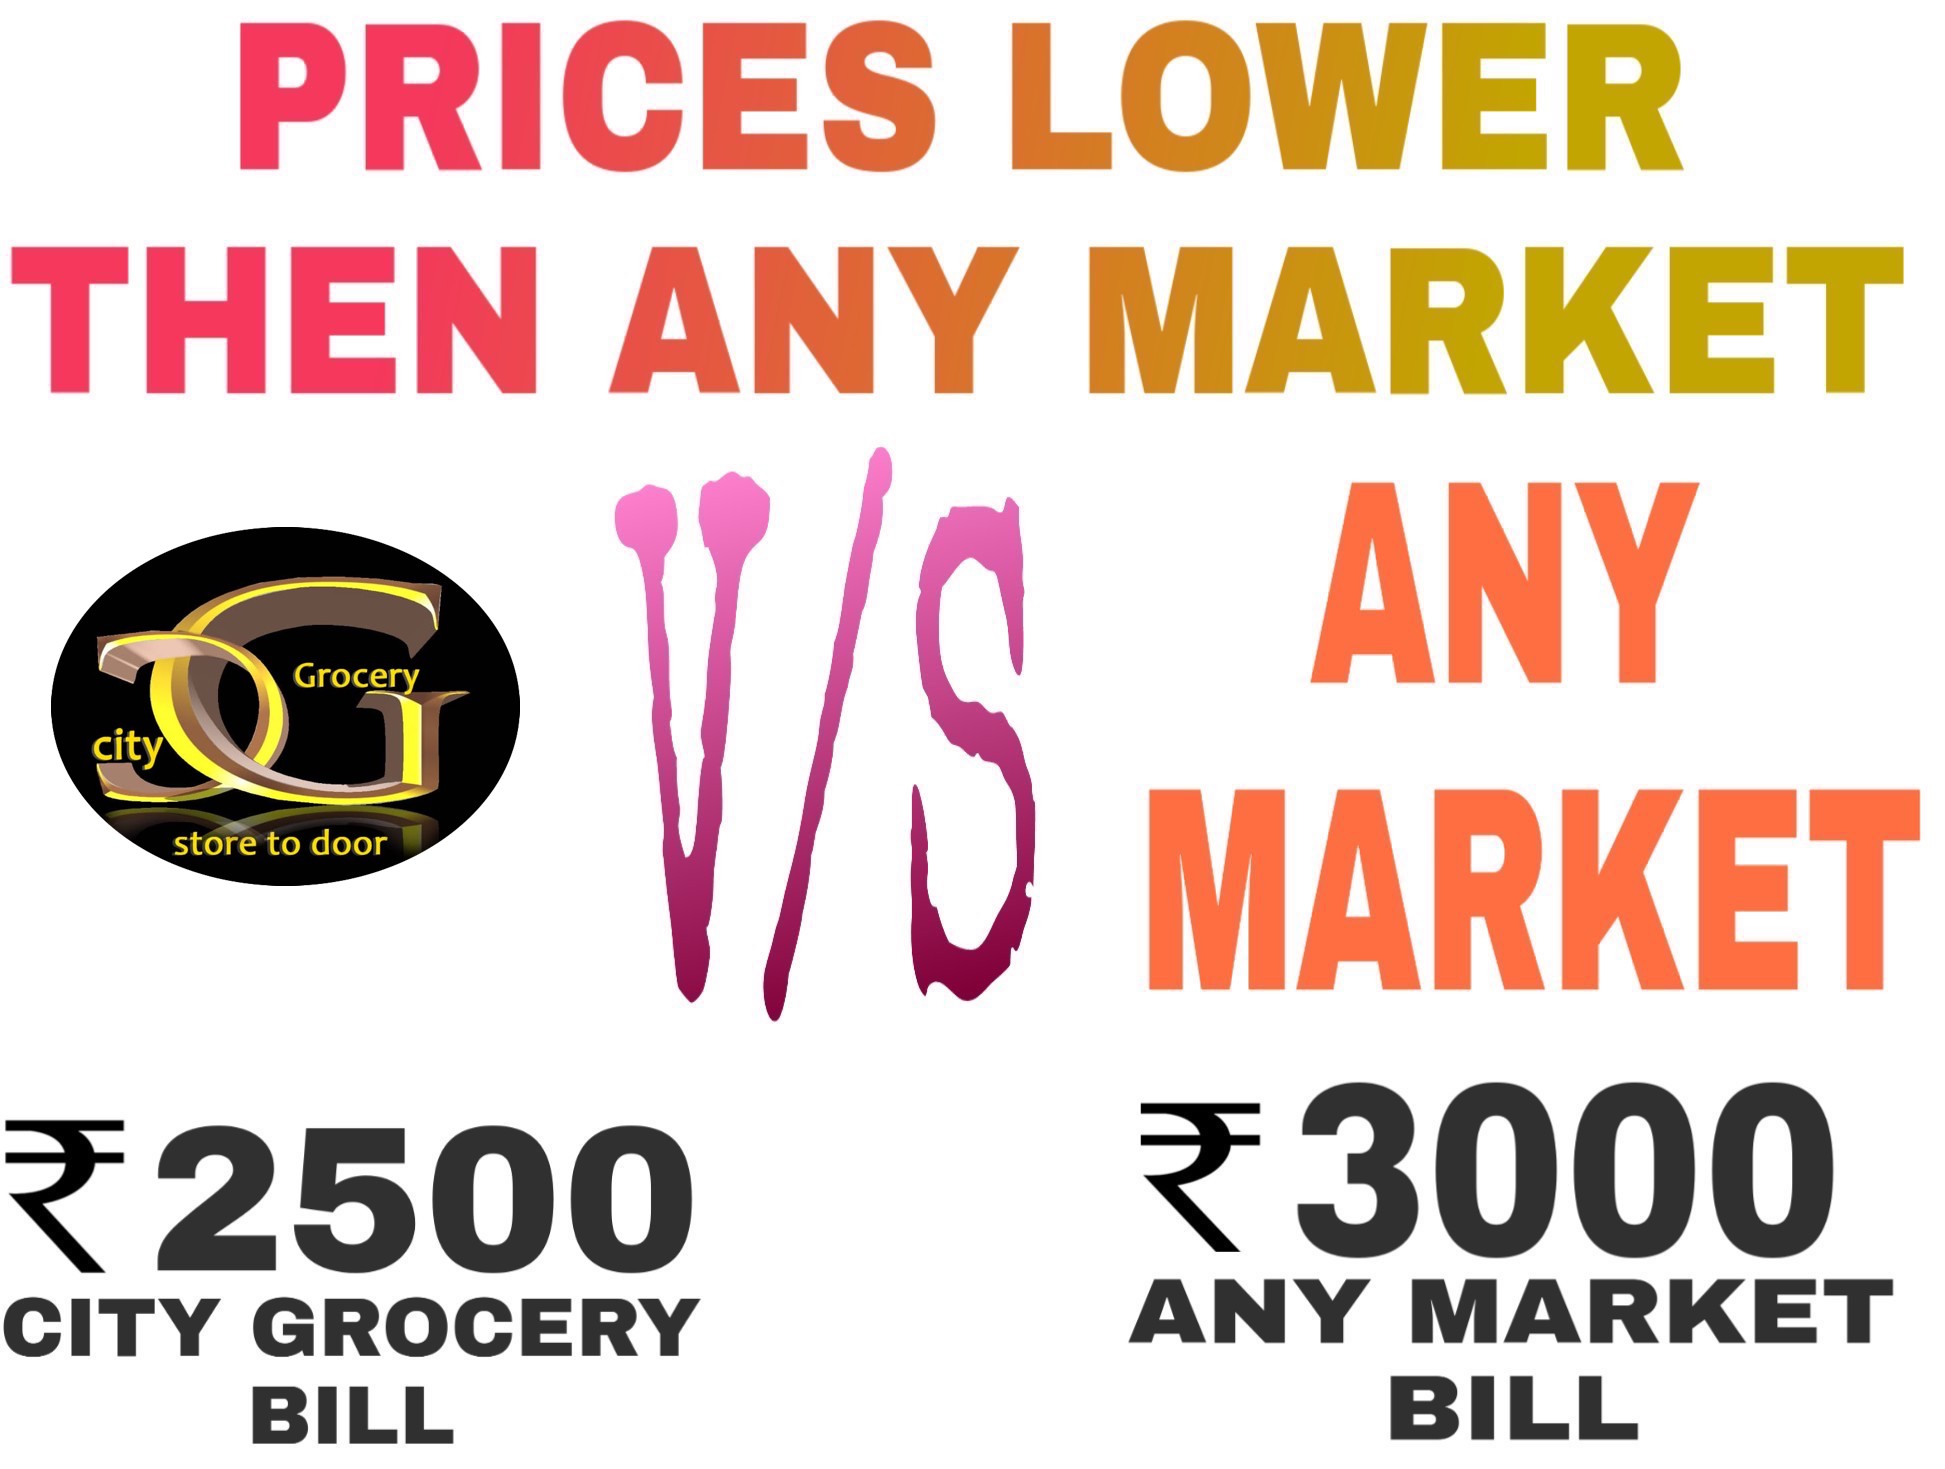 PRICES LOWER
THEN ANY MARKET
V/S
ANY
MARKET
Grocery
city
store to door
₹2500
CITY GROCERY
BILL
₹3000
ANY MARKET
BILL